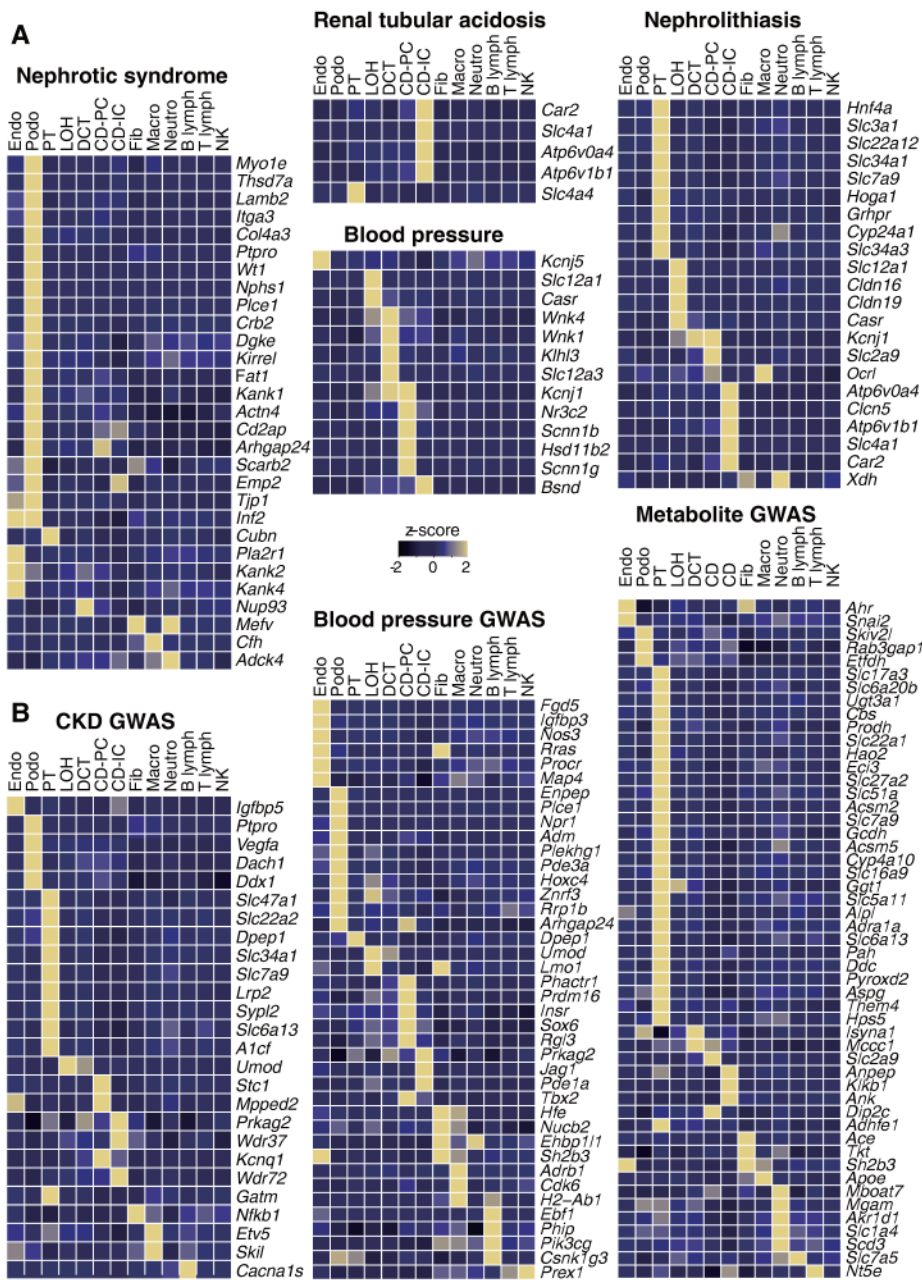 A
Nephrotic syndrome
Endo Podo PT LOH DCT CD-PC CD-IC Fib Macro Neutro B lymph T lymph NK
Myo1e
Thsd7a
Lamb2
Itga3
Col4a3
Ptpro
Wt1
Nphs1
Plce1
Crb2
Dgke
Kirrel
Fat1
Kank1
Actn4
Cd2ap
Arhgap24
Scarb2
Emp2
Tjp1
Inf2
Cubn
Pla2r1
Kank2
Kank4
Nup93
Mefv
Cfh
Adck4
Renal tubular acidosis
Endo Podo PT LOH DCT CD-PC CD-IC Fib Macro Neutro B lymph T lymph NK
Car2
Slc4a1
Atp6v0a4
Atp6v1b1
Slc4a4
Blood pressure
Kcnj5
Slc12a1
Casr
Wnk4
Wnk1
Klhl3
Slc12a3
Kcnj1
Nr3c2
Scnn1b
Hsd11b2
Scnn1g
Bsnd
z-score
-2 0 2
Nephrolithiasis
Endo Podo PT LOH DCT CD-PC CD-IC Fib Macro Neutro B lymph T lymph NK
Hnf4a
Slc3a1
Slc22a12
Slc34a1
Slc7a9
Hoga1
Grhpr
Cyp24a1
Slc34a3
Slc12a1
Cldn16
Cldn19
Casr
Kcnj1
Slc2a9
Ocrl
Atp6v0a4
Clcn5
Atp6v1b1
Slc4a1
Car2
Xdh
B
CKD GWAS
Endo Podo PT LOH DCT CD-PC CD-IC Fib Macro Neutro B lymph T lymph NK
Igfbp5
Ptpro
Vegfa
Dach1
Ddx1
Slc47a1
Slc22a2
Dpep1
Slc34a1
Slc7a9
Lrp2
Sypl2
Slc6a13
A1cf
Umod
Stc1
Mpped2
Prkag2
Wdr37
Kcnq1
Wdr72
Gatm
Nfkb1
Etv5
Skil
Cacna1s
Blood pressure GWAS
Endo Podo PT LOH DCT CD-PC CD-IC Fib Macro Neutro B lymph T lymph NK
Fgd5
Igfbp3
Nos3
Rras
Procr
Map4
Enpep
Plce1
Npr1
Adm
Plekhg1
Pde3a
Hoxc4
Znrf3
Rrp1b
Arhgap24
Dpep1
Umod
Lmo1
Phactr1
Prdm16
Insr
Sox6
Rgl3
Prkag2
Jag1
Pde1a
Tbx2
Hfe
Nucb2
Ehbp1l1
Sh2b3
Adrb1
Cdk6
H2-Ab1
Ebf1
Phip
Pik3cg
Csnk1g3
Prex1
Metabolite GWAS
Endo Podo PT LOH DCT CD CD Fib Macro Neutro B lymph T lymph NK
Ahr
Snai2
Skiv2l
Rab3gap1
Etfdh
Slc17a3
Slc6a20b
Ugt3a1
Cbs
Prodh
Slc22a1
Hao2
Eci3
Slc27a2
Slc51a
Acsm2
Slc7a9
Gcdh
Acsm5
Cyp4a10
Slc16a9
Ggt1
Slc5a11
Alpl
Adra1a
Slc6a13
Pah
Ddc
Pyroxd2
Aspg
Them4
Hps5
Isyna1
Mccc1
Slc2a9
Anpep
Klkb1
Ank
Dip2c
Adhfe1
Ace
Tkt
Sh2b3
Apoe
Mboat7
Mgam
Akr1d1
Slc1a4
Scd3
Slc7a5
Nt5e